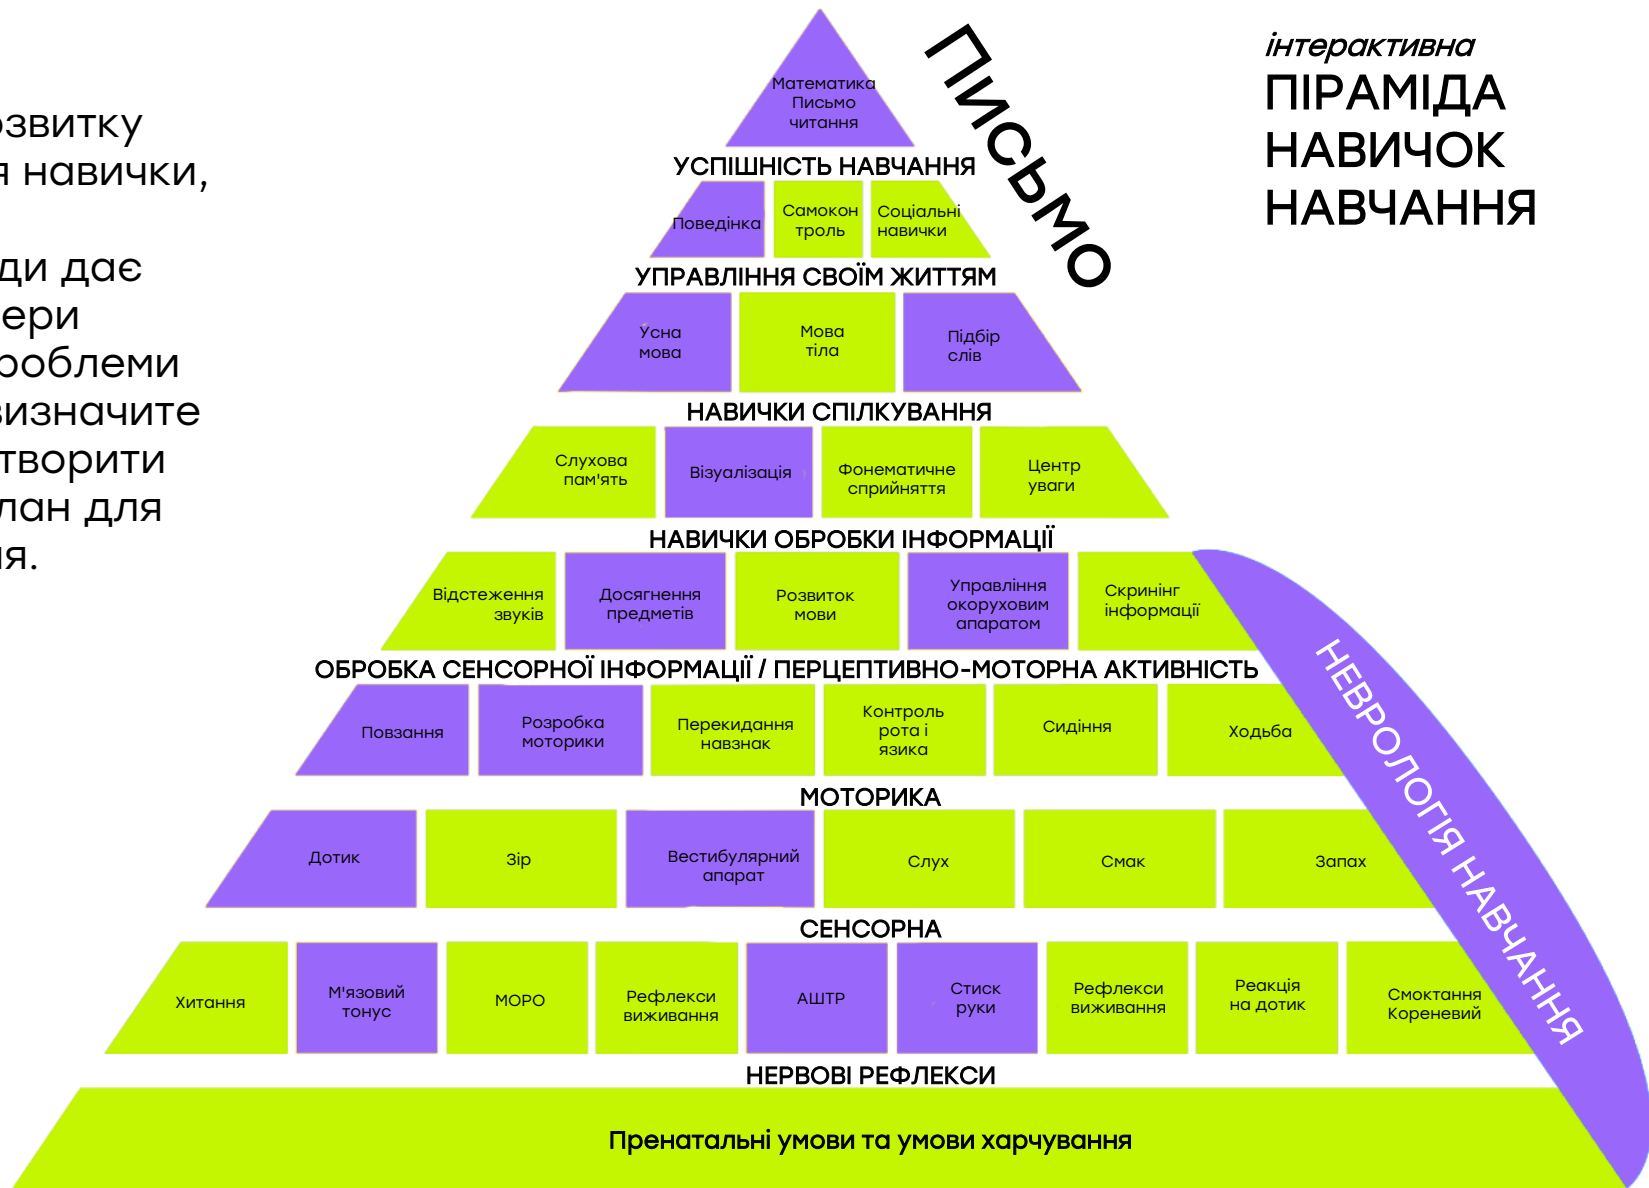 озвитку
я навички,
ди дає
ери
роблеми
визначите
творити
лан для
ія.
Письмо
інтерактивна
ПІРАМІДА
НАВИЧОК
НАВЧАННЯ
Математика
Письмо
читання
УСПІШНІСТЬ НАВЧАННЯ
Поведінка
Самокон
троль
Соціальні
навички
УПРАВЛІННЯ СВОЇМ ЖИТТЯМ
Усна
мова
Мова
тіла
Підбір
слів
НАВИЧКИ СПІЛКУВАННЯ
Слухова
пам'ять
Візуалізація
Фонематичне
сприйняття
Центр
уваги
НАВИЧКИ ОБРОБКИ ІНФОРМАЦІЇ
Відстеження
звуків
Досягнення
предметів
Розвиток
мови
Управління
окоруховим
апаратом
Скринінг
інформації
ОБРОБКА СЕНСОРНОЇ ІНФОРМАЦІЇ / ПЕРЦЕПТИВНО-МОТОРНА АКТИВНІСТЬ
Повзання
Розробка
моторики
Перекидання
навзнак
Контроль
рота і
язика
Сидіння
Ходьба
МОТОРИКА
Дотик
Зір
Вестибулярний
апарат
Слух
Смак
Запах
СЕНСОРНА
Хитання
М'язовий
тонус
МОРО
Рефлекси
виживання
АШТР
Стиск
руки
Рефлекси
виживання
Реакція
на дотик
Смоктання
Кореневий
НЕРВОВІ РЕФЛЕКСИ
Пренатальні умови та умови харчування
НЕВРОЛОГІЯ НАВЧАННЯ